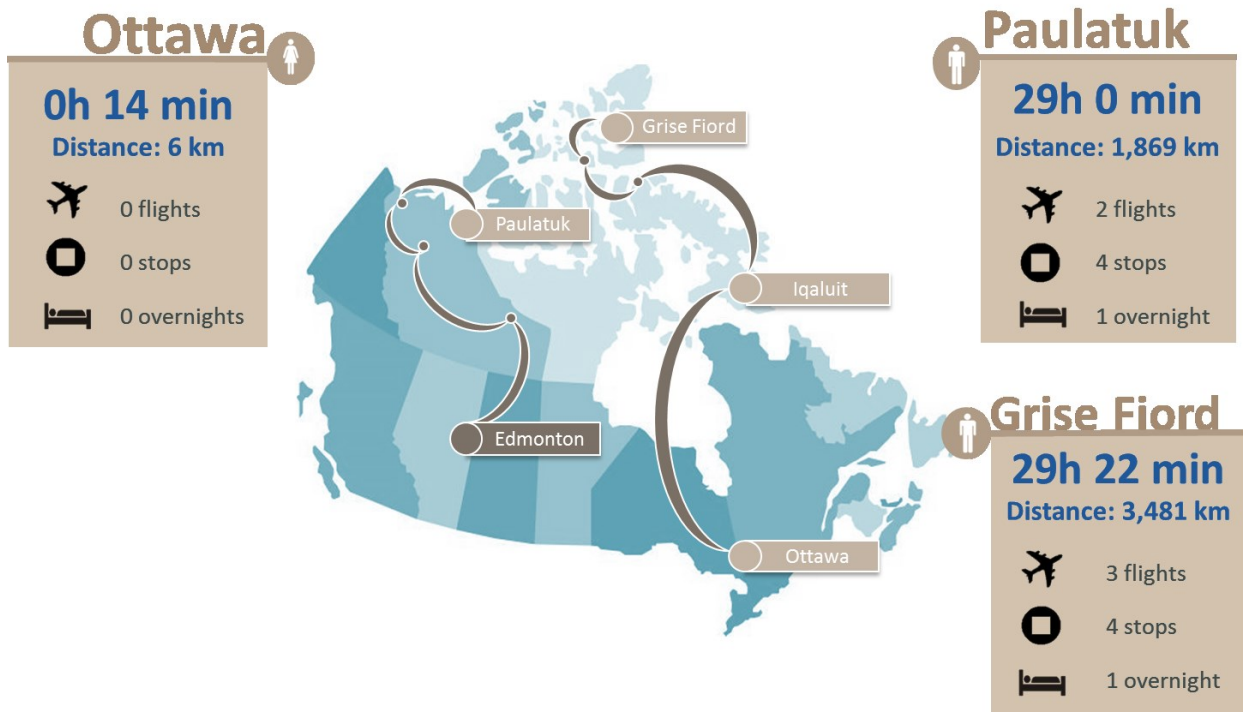 Ottawa
0h 14 min
Distance: 6 km
0 flights
0 stops
0 overnights
Paulatuk
29h 0 min
Distance: 1,869 km
2 flights
4 stops
1 overnight
Grise Fiord
29h 22 min
Distance: 3,481 km
3 flights
4 stops
1 overnight
Grise Fiord
Paulatuk
Iqaluit
Edmonton
Ottawa